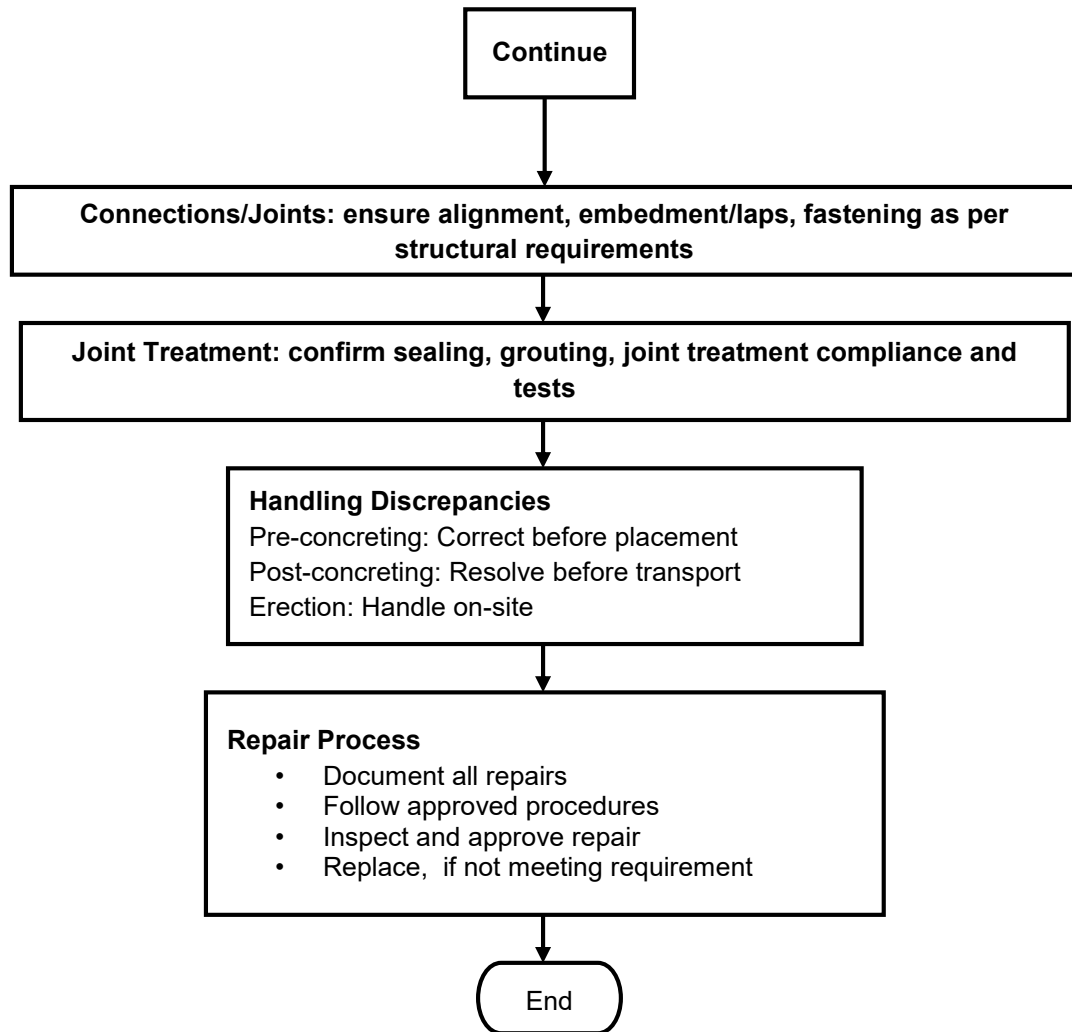 Continue
Connections/Joints: ensure alignment, embedment/laps, fastening as per
structural requirements
Joint Treatment: confirm sealing, grouting, joint treatment compliance and
tests
Handling Discrepancies
Pre-concreting: Correct before placement
Post-concreting: Resolve before transport
Erection: Handle on-site
Repair Process
• Document all repairs
• Follow approved procedures
• Inspect and approve repair
• Replace,  if not meeting requirement
End